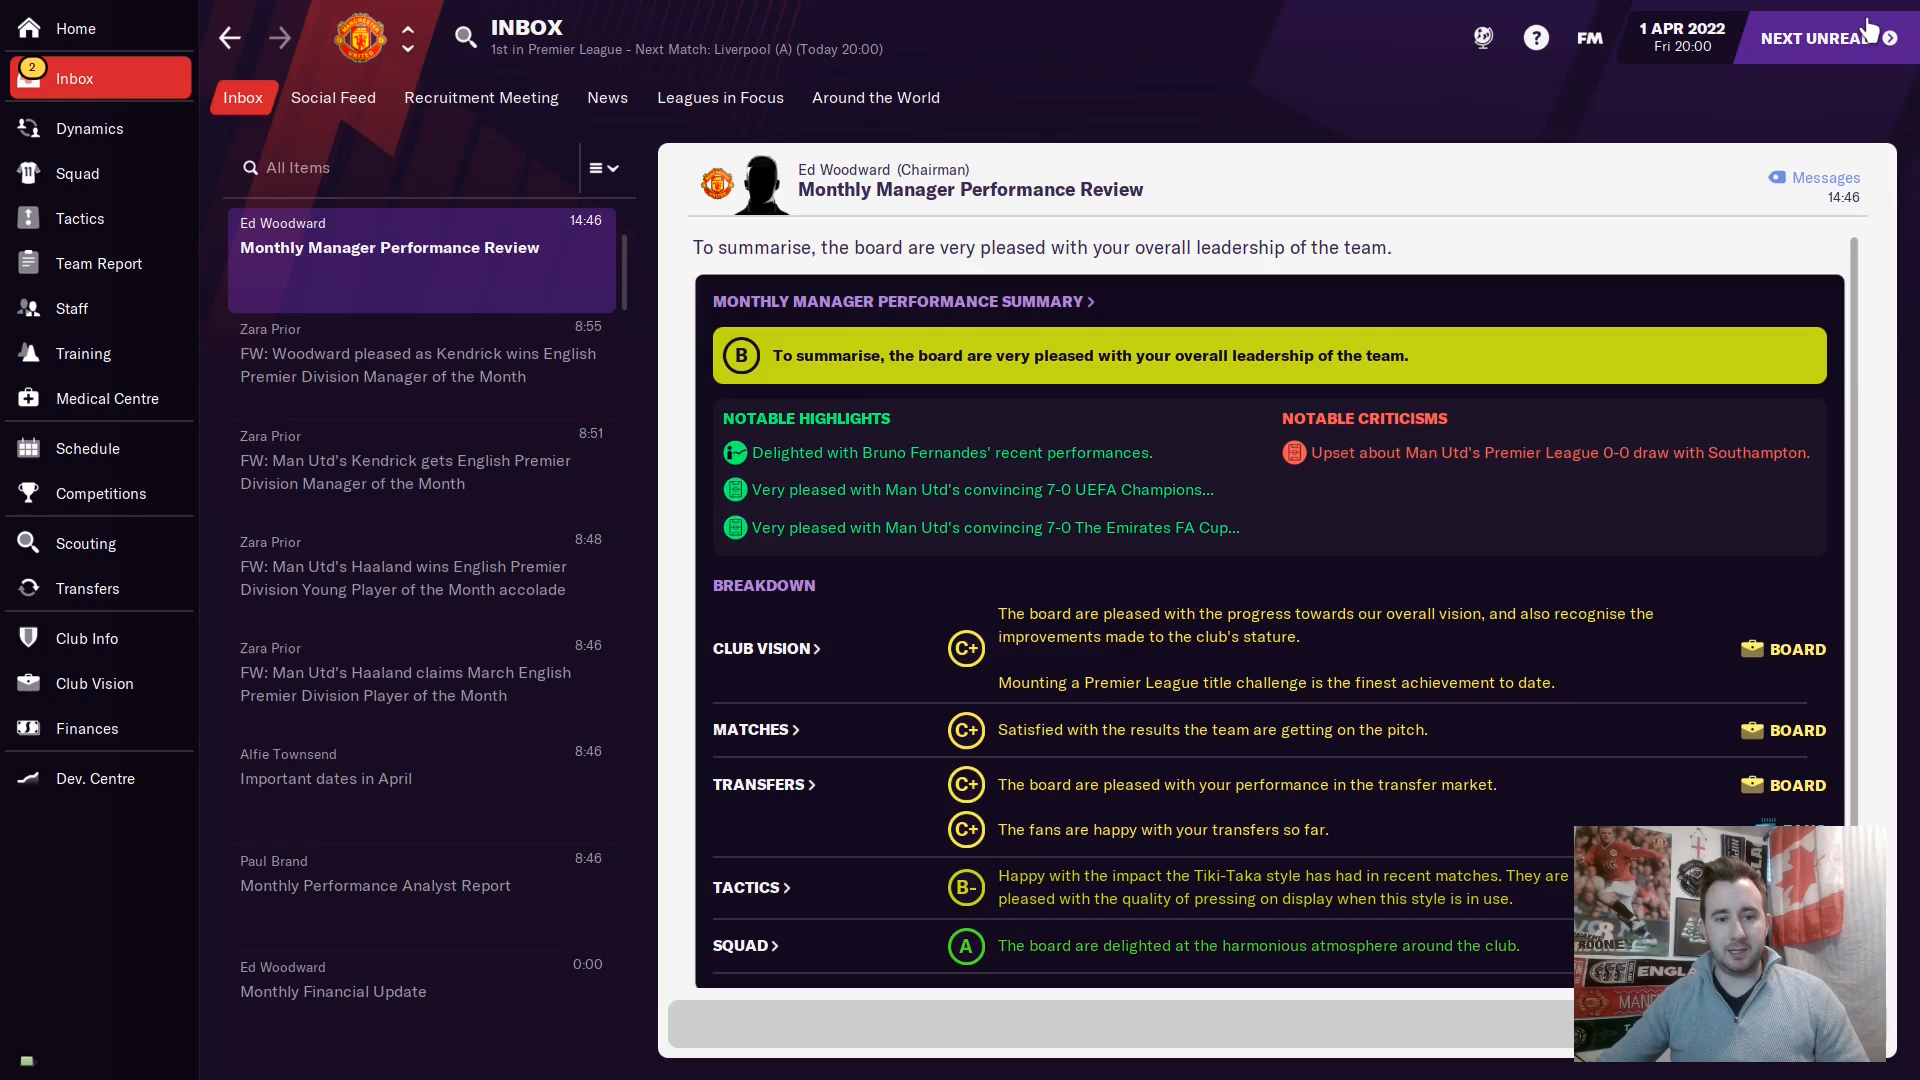 Home
2
Inbox
Dynamics
Squad
Tactics
Team Report
Staff
Training
Medical Centre
Schedule
Competitions
Scouting
Transfers
Club Info
Club Vision
Finances
Dev. Centre
INBOX
1st in Premier League - Next Match: Liverpool (A) (Today 20:00)
FM
1 APR 2022
Fri 20:00
NEXT UNREA
Inbox
Social Feed
Recruitment Meeting
News
Leagues in Focus
Around the World
All Items
Ed Woodward 14:46
Monthly Manager Performance Review
Zara Prior 8:55
FW: Woodward pleased as Kendrick wins English
Premier Division Manager of the Month
Zara Prior 8:51
FW: Man Utd's Kendrick gets English Premier
Division Manager of the Month
Zara Prior 8:48
FW: Man Utd's Haaland wins English Premier
Division Young Player of the Month accolade
Zara Prior 8:46
FW: Man Utd's Haaland claims March English
Premier Division Player of the Month
Alfie Townsend 8:46
Important dates in April
Paul Brand 8:46
Monthly Performance Analyst Report
Ed Woodward 0:00
Monthly Financial Update
Ed Woodward (Chairman)
Monthly Manager Performance Review
Messages
14:46
To summarise, the board are very pleased with your overall leadership of the team.
MONTHLY MANAGER PERFORMANCE SUMMARY >
B To summarise, the board are very pleased with your overall leadership of the team.
NOTABLE HIGHLIGHTS
Delighted with Bruno Fernandes' recent performances.
Very pleased with Man Utd's convincing 7-0 UEFA Champions...
Very pleased with Man Utd's convincing 7-0 The Emirates FA Cup...
NOTABLE CRITICISMS
Upset about Man Utd's Premier League 0-0 draw with Southampton.
BREAKDOWN
The board are pleased with the progress towards our overall vision, and also recognise the
improvements made to the club's stature.
CLUB VISION > C+ BOARD
Mounting a Premier League title challenge is the finest achievement to date.
MATCHES > C+ Satisfied with the results the team are getting on the pitch. BOARD
TRANSFERS > C+ The board are pleased with your performance in the transfer market. BOARD
C+ The fans are happy with your transfers so far.
Happy with the impact the Tiki-Taka style has had in recent matches. They are
TACTICS > B-
pleased with the quality of pressing on display when this style is in use.
SQUAD > A The board are delighted at the harmonious atmosphere around the club.
ROONEY
ENGLA